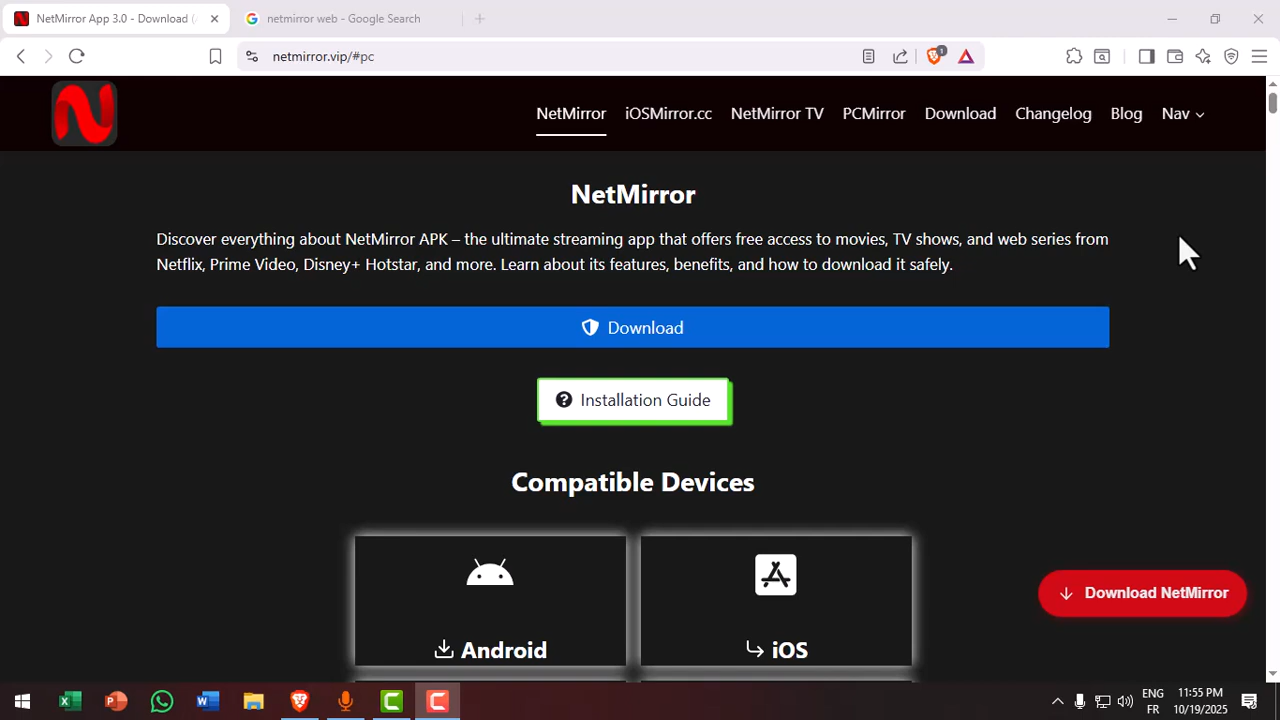 NetMirror App 3.0 - Download (
netmirror web - Google Search
netmirror.vip/#pc
1
NetMirror iOSMirror.cc NetMirror TV PCMirror Download Changelog Blog Nav
NetMirror
Discover everything about NetMirror APK – the ultimate streaming app that offers free access to movies, TV shows, and web series from
Netflix, Prime Video, Disney+ Hotstar, and more. Learn about its features, benefits, and how to download it safely.
Download
Installation Guide
Compatible Devices
Android
iOS
Download NetMirror
ENG
FR
11:55 PM
10/19/2025